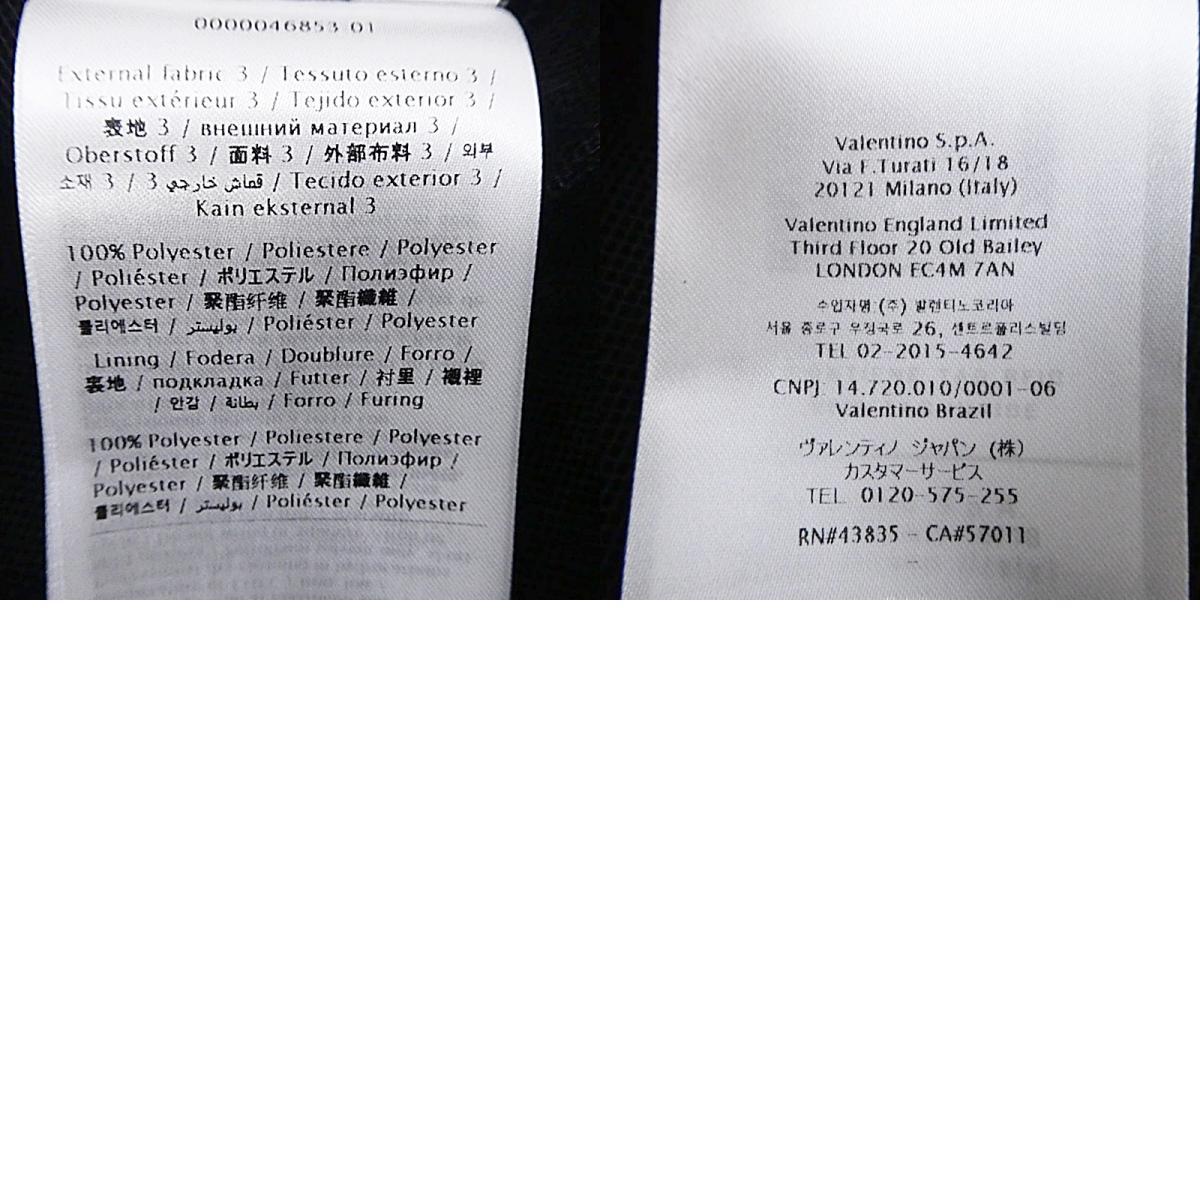 0000046853 01
External fabric 3 / Tessuto esterno 3 /
Tissu extérieur 3 / Tejido exterior 3 /
表地 3 / внешний материал 3 /
Oberstoff 3 / 面料 3 / 外部布料 3 / 외부
소재 3 / 3 قماش خارجي / Tecido exterior 3 /
Kain eksternal 3
100% Polyester / Poliestere / Polyester
/ Poliéster / ポリエステル / Полиэфир /
Polyester / 聚酯纤维 / 聚酯纖維 /
폴리에스터 / بوليستر / Poliéster / Polyester
Lining / Fodera / Doublure / Forro /
裏地 / подкладка / Futter / 衬里 / 襯裡
/ 안감 / بطانة / Forro / Furing
100% Polyester / Poliestere / Polyester
/ Poliéster / ポリエステル / Полиэфир /
Polyester / 聚酯纤维 / 聚酯纖維 /
폴리에스터 / بوليستر / Poliéster / Polyester
Valentino S.p.A.
Via F.Turati 16/18
20121 Milano (Italy)
Valentino England Limited
Third Floor 20 Old Bailey
LONDON EC4M 7AN
수입자명:(주) 발렌티노코리아
서울 종로구 우정국로 26, 센트로폴리스빌딩
TEL 02-2015-4642
CNPJ 14.720.010/0001-06
Valentino Brazil
ヴァレンティノ ジャパン (株)
カスタマーサービス
TEL 0120-575-255
RN#43835 - CA#57011